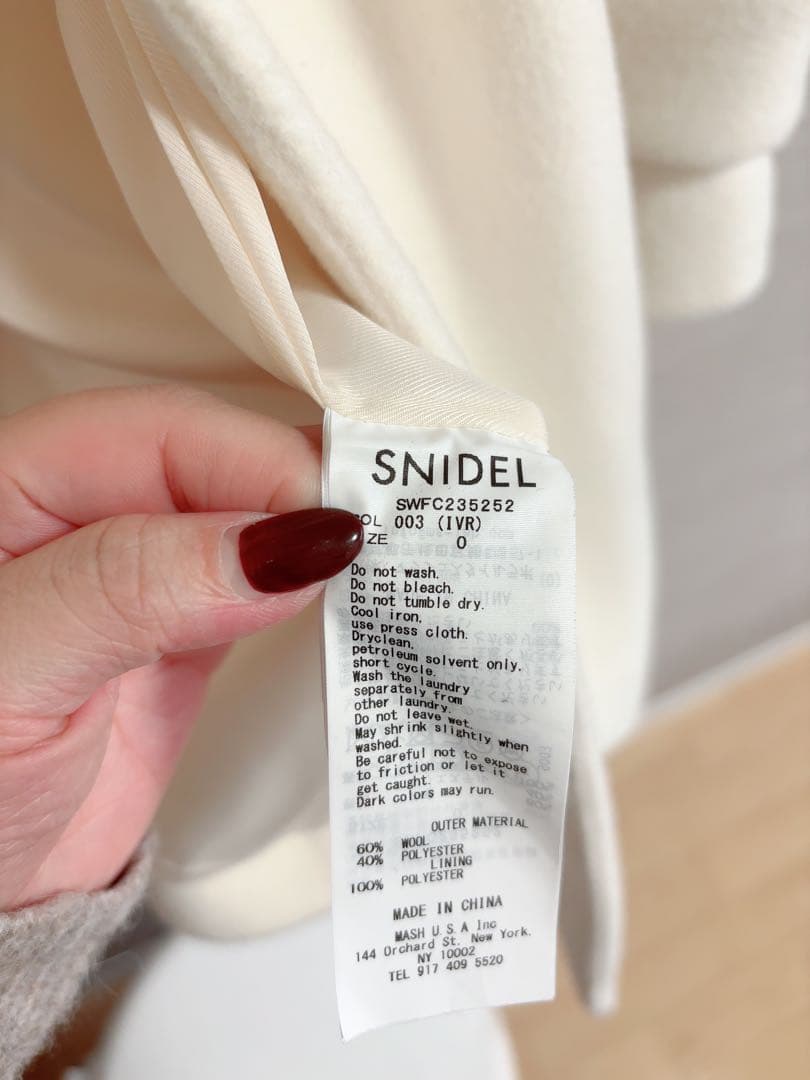 SNIDEL
SWFC235252
OL 003 (IVR)
ZE 0
Do not wash.
Do not bleach.
Do not tumble dry.
Cool iron,
use press cloth.
Dryclean,
petroleum solvent only.
short cycle.
Wash the laundry
separately from
other laundry.
Do not leave wet.
May shrink slightly when
washed.
Be careful not to expose
to friction or let it
get caught.
Dark colors may run.
OUTER MATERIAL
60% WOOL
40% POLYESTER
LINING
100% POLYESTER
MADE IN CHINA
MASH U.S.A Inc
144 Orchard St. New York.
NY 10002
TEL 917 409 5520